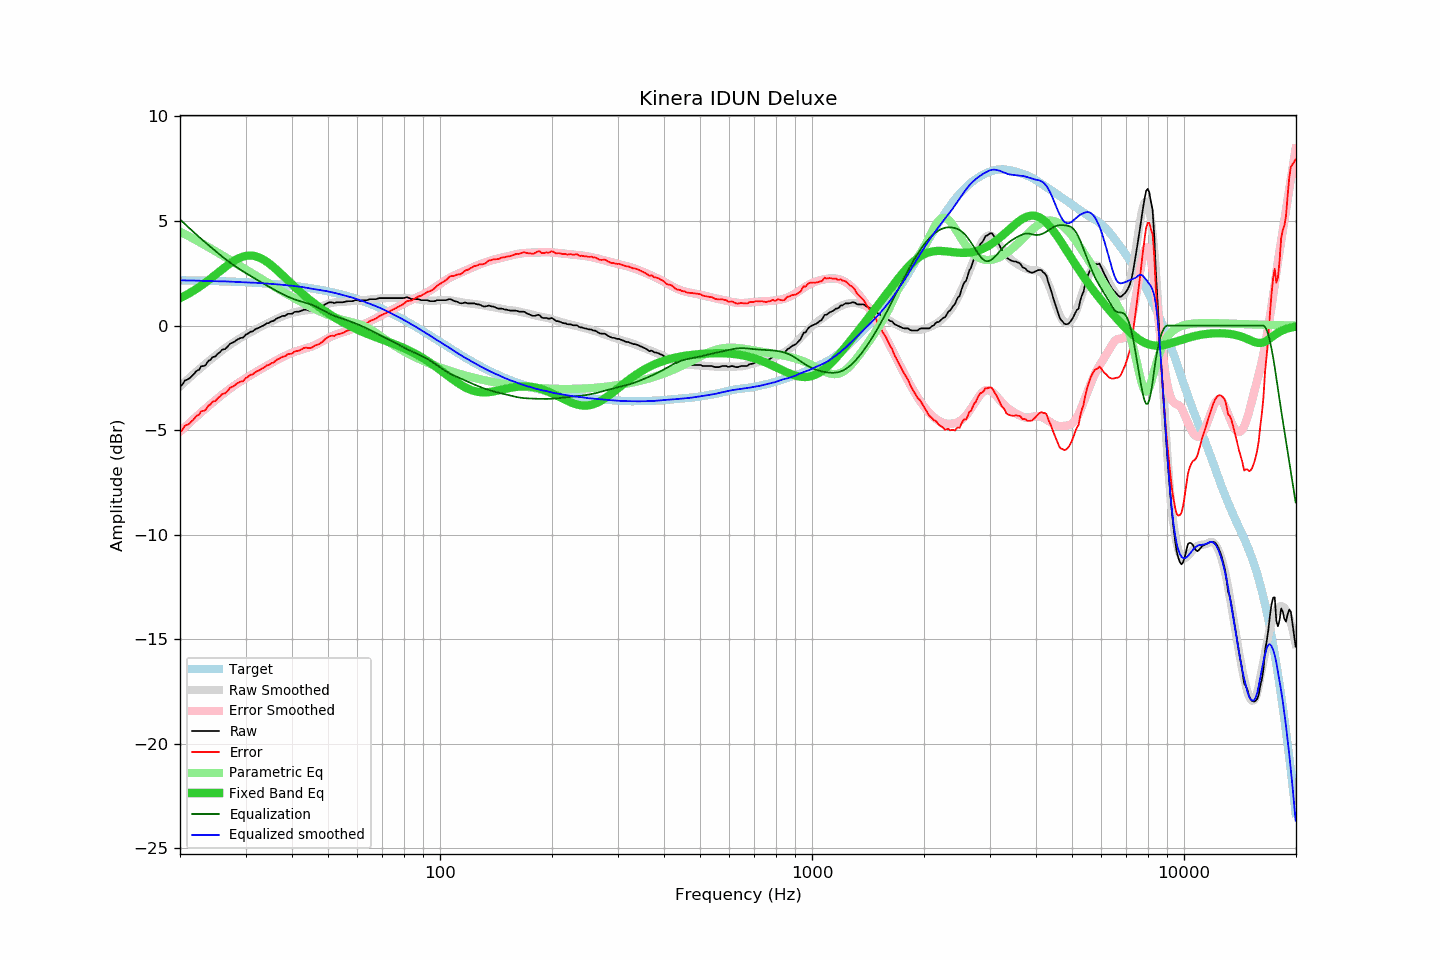 Kinera IDUN Deluxe
10
5
0
−5
−10
−15
−20
−25
Amplitude (dBr)
Target
Raw Smoothed
Error Smoothed
Raw
Error
Parametric Eq
Fixed Band Eq
Equalization
Equalized smoothed
100
1000
10000
Frequency (Hz)